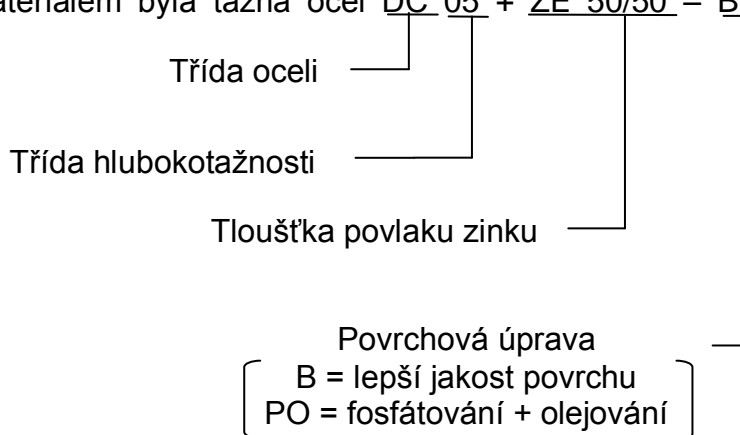 ateriálem byla tažná ocel DC 05 + ZE 50/50 – B
Třída oceli
Třída hlubokotažnosti
Tloušťka povlaku zinku
Povrchová úprava
B = lepší jakost povrchu
PO = fosfátování + olejování